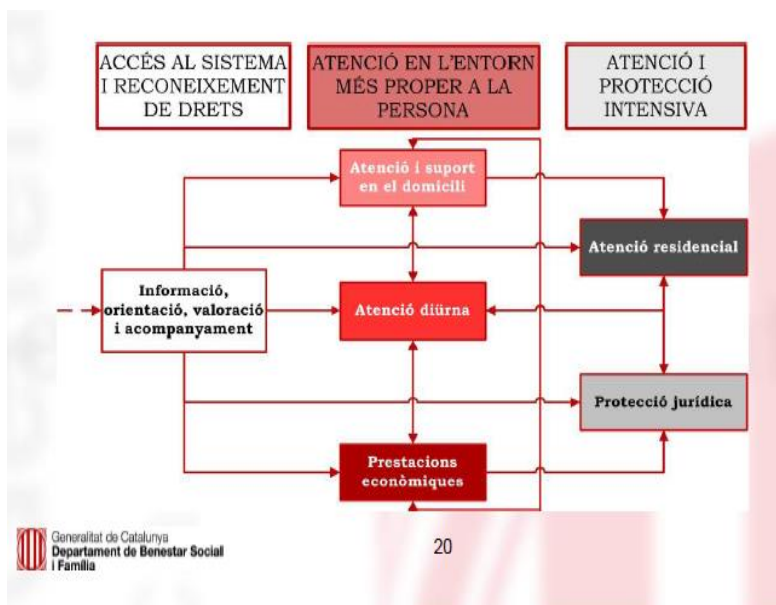 ACCÉS AL SISTEMA
I RECONEIXEMENT
DE DRETS
ATENCIÓ EN L'ENTORN
MÉS PROPER A LA
PERSONA
ATENCIÓ I
PROTECCIÓ
INTENSIVA
Atenció i suport
en el domicili
Atenció residencial
Informació,
orientació, valoració
i acompanyament
Atenció diürna
Protecció jurídica
Prestacions
econòmiques
Generalitat de Catalunya
Departament de Benestar Social
i Família
20